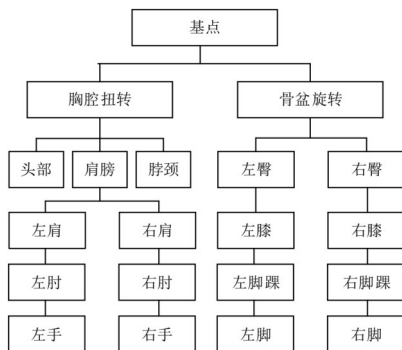 基点
胸腔扭转 骨盆旋转
头部 肩膀 脖颈 左臀 右臀
左肩 右肩 左膝 右膝
左肘 右肘 左脚踝 右脚踝
左手 右手 左脚 右脚